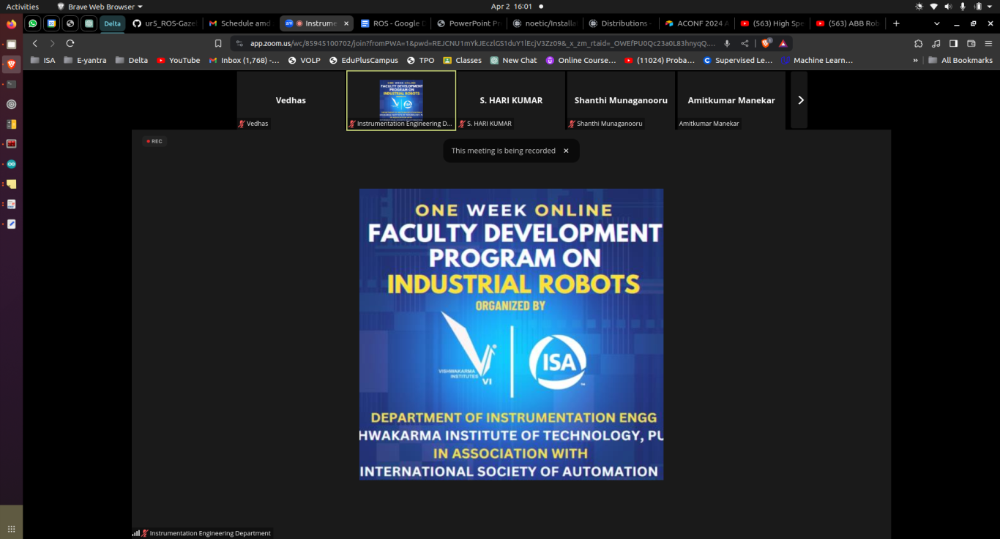 Activities
Brave Web Browser
Apr 2 16:01
Delta
ur5_ROS-Gaze
Schedule amd
zm
Instrume
ROS - Google D
PowerPoint Pr
noetic/Installa
Distributions -
ACONF 2024 A
(563) High Spe
(563) ABB Rob
app.zoom.us/wc/85945100702/join?fromPWA=1&pwd=REJCNU1mYkJEczlGS1duY1lEcjV3Zz09&_x_zm_rtaid=_OWEfPU0Qc23a0L83hnyqQ....
ISA
E-yantra
Delta
YouTube
Inbox (1,768) -...
VOLP
EduPlusCampus
TPO
Classes
New Chat
Online Course...
(11024) Proba...
Supervised Le...
Machine Learn...
»
All Bookmarks
Vedhas
Vedhas
Instrumentation Engineering D...
S. HARI KUMAR
S. HARI KUMAR
Shanthi Munaganooru
Shanthi Munaganooru
Amitkumar Manekar
Amitkumar Manekar
REC
This meeting is being recorded
ONE WEEK ONLINE
FACULTY DEVELOPMENT
PROGRAM ON
INDUSTRIAL ROBOTS
ORGANIZED BY
VISHWAKARMA
INSTITUTES
VI
ISA
DEPARTMENT OF INSTRUMENTATION ENGG
HWAKARMA INSTITUTE OF TECHNOLOGY, PU
IN ASSOCIATION WITH
INTERNATIONAL SOCIETY OF AUTOMATION
Instrumentation Engineering Department